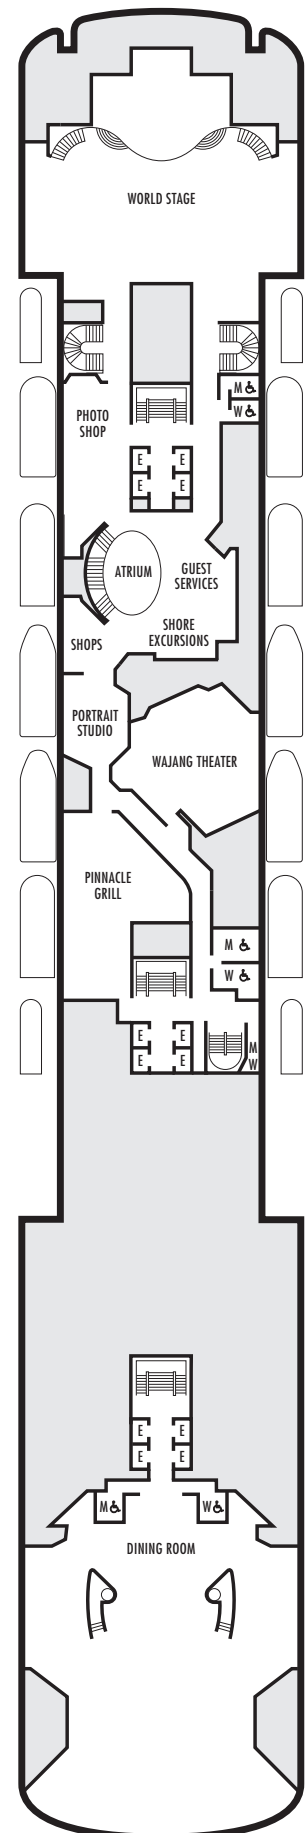 WORLD STAGE
M
W
PHOTO
SHOP
E E
E E
ATRIUM
GUEST
SERVICES
SHORE
EXCURSIONS
SHOPS
PORTRAIT
STUDIO
WAJANG THEATER
PINNACLE
GRILL
M
W
E E
E E
M
W
E E
E E
M W
DINING ROOM